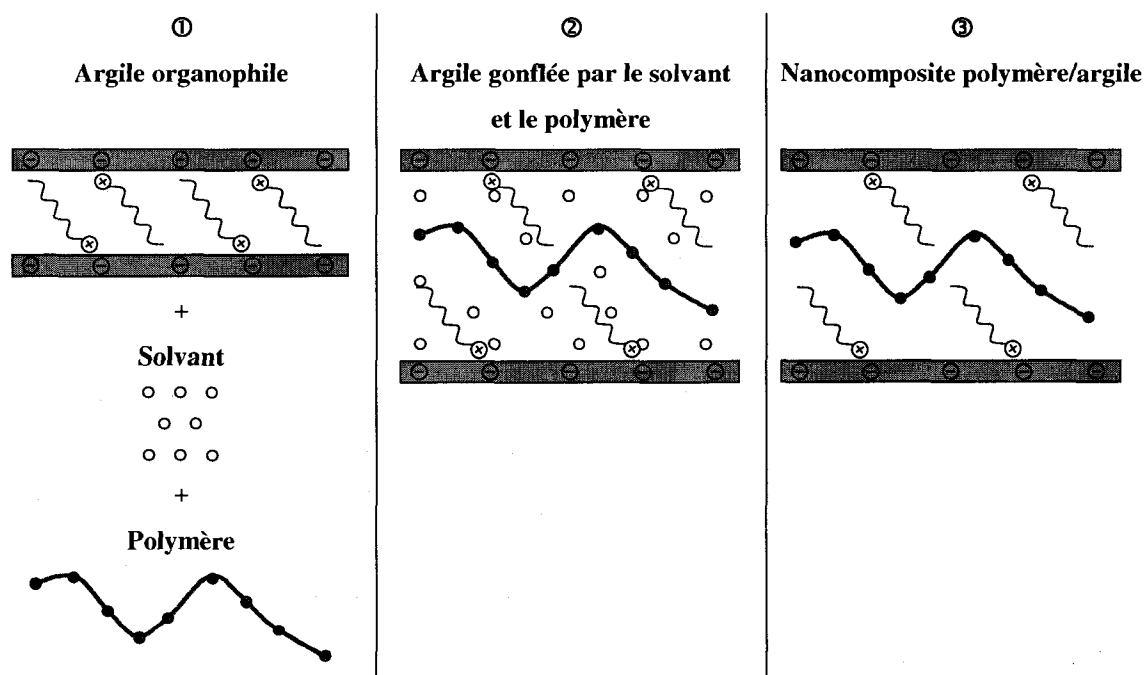 ①
Argile organophile
+
Solvant
+
Polymère
②
Argile gonflée par le solvant
et le polymère
③
Nanocomposite polymère/argile